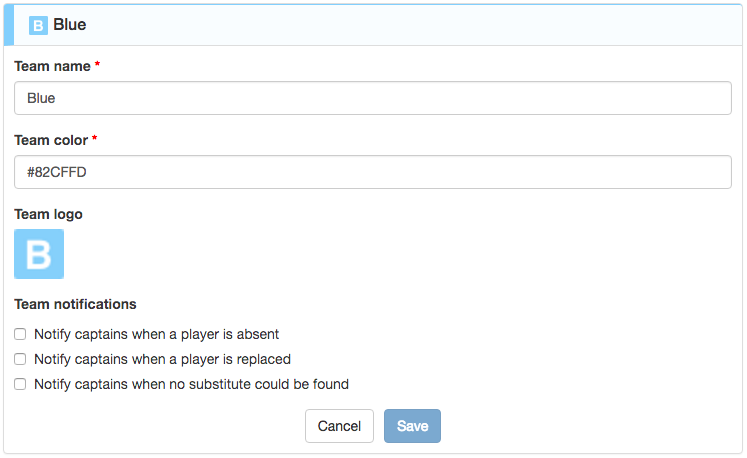 B Blue
Team name *
Blue
Team color *
#82CFFD
Team logo
B
Team notifications
Notify captains when a player is absent
Notify captains when a player is replaced
Notify captains when no substitute could be found
Cancel Save